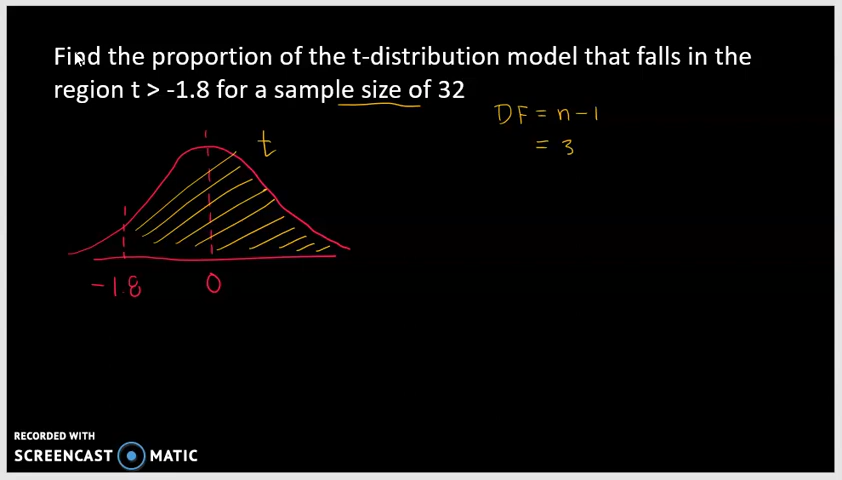 Find the proportion of the t-distribution model that falls in the
region t > -1.8 for a sample size of 32
DF = n - 1
= 3
t
-1.8 0
RECORDED WITH
SCREENCAST MATIC